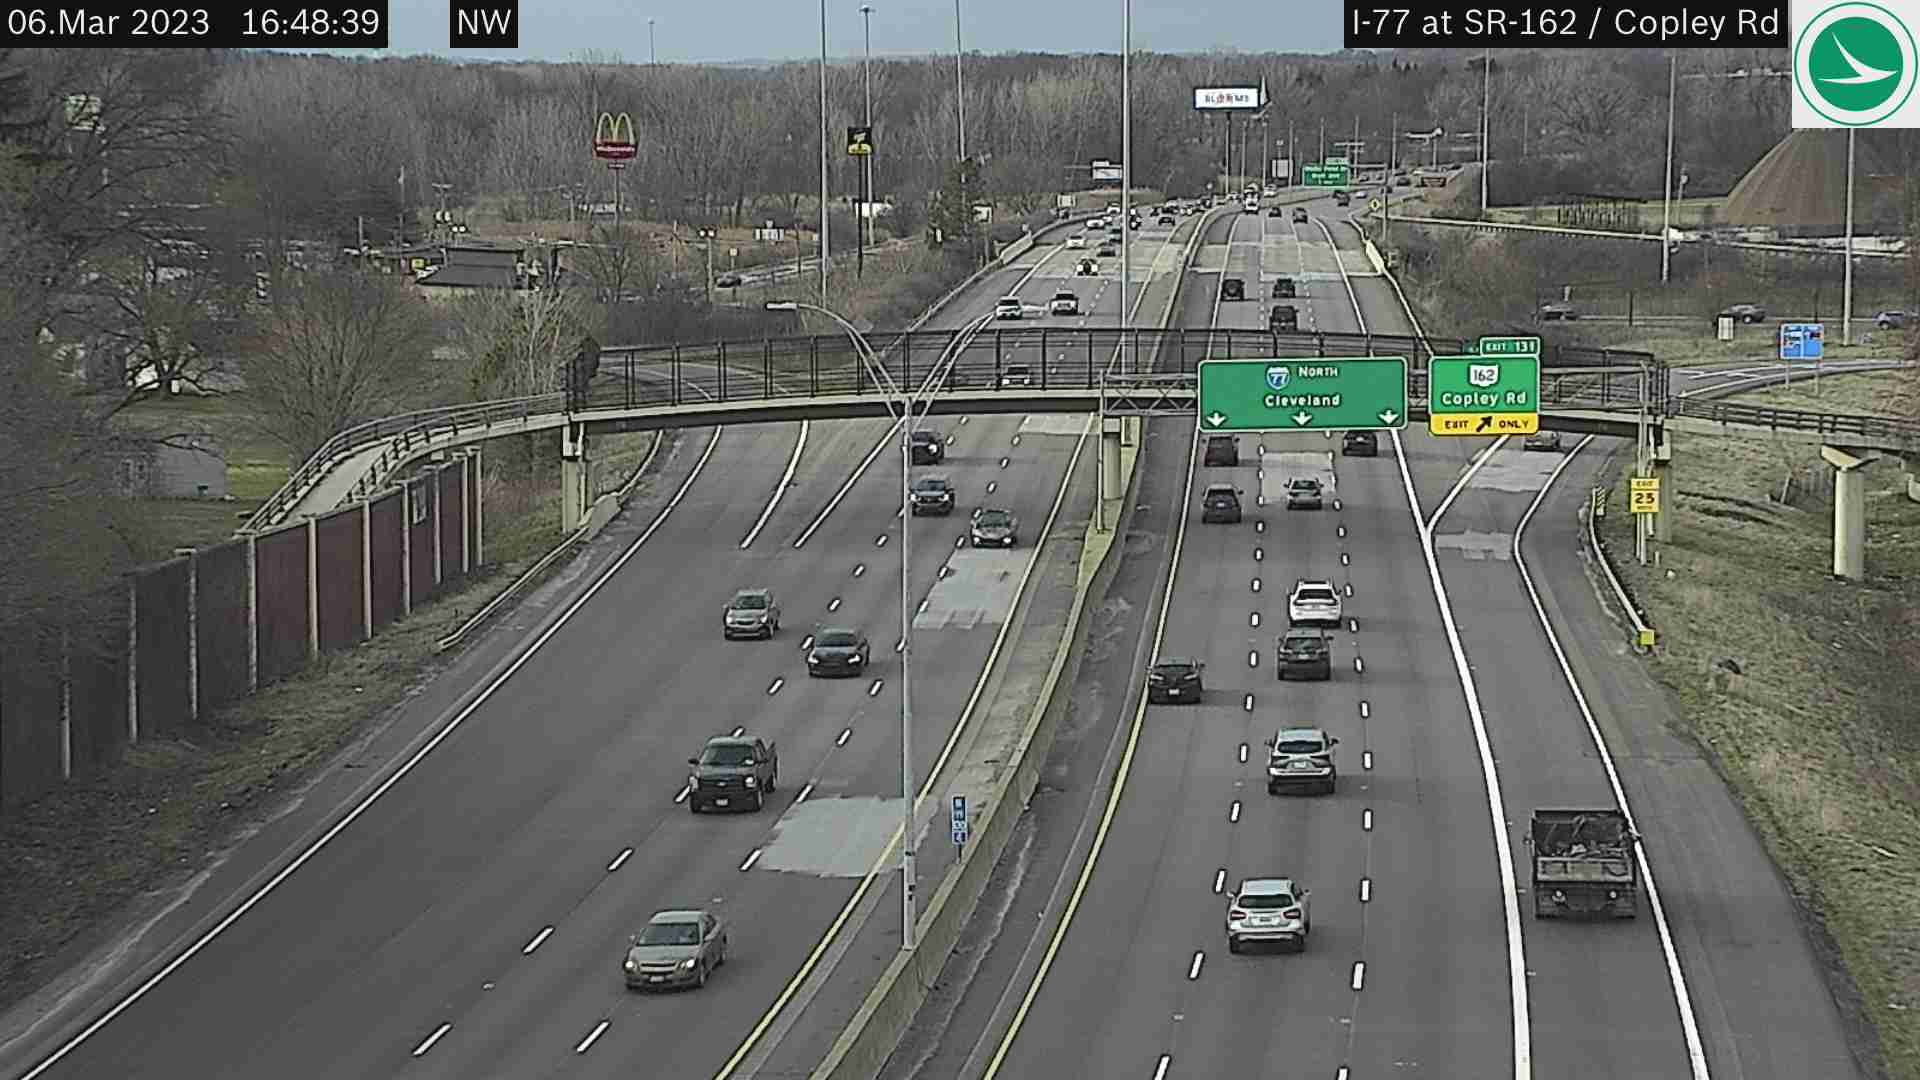 06.Mar 2023 16:48:39
NW
I-77 at SR-162 / Copley Rd
McDonald's
EXIT 131
77 NORTH
Cleveland
162
Copley Rd
EXIT ONLY
EXIT
25